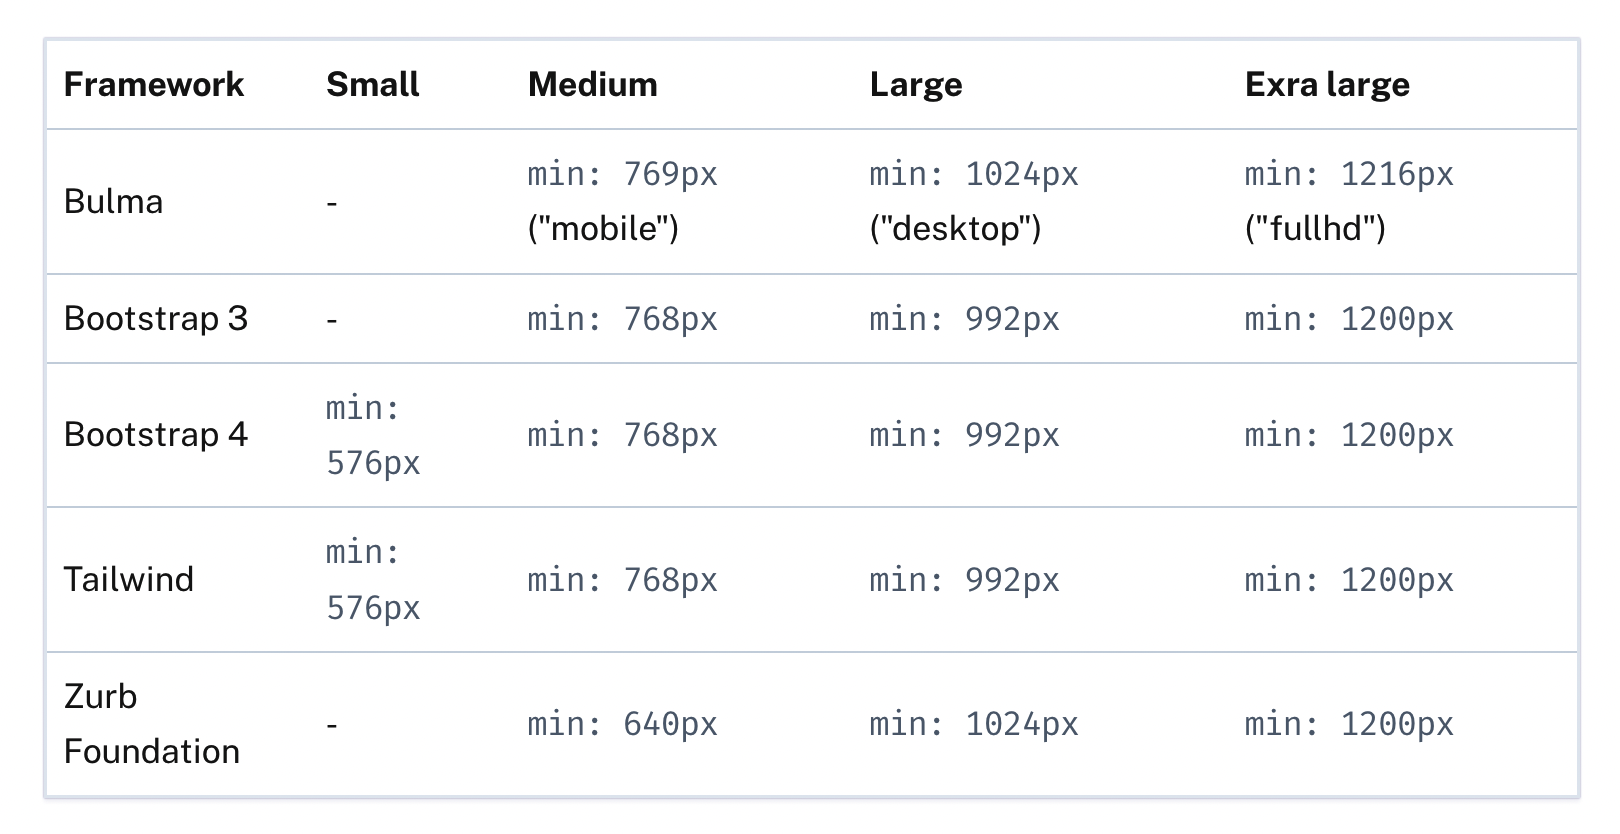 Framework Small Medium Large Exra large
Bulma - min: 769px ("mobile") min: 1024px ("desktop") min: 1216px ("fullhd")
Bootstrap 3 - min: 768px min: 992px min: 1200px
Bootstrap 4 min: 576px min: 768px min: 992px min: 1200px
Tailwind min: 576px min: 768px min: 992px min: 1200px
Zurb Foundation - min: 640px min: 1024px min: 1200px